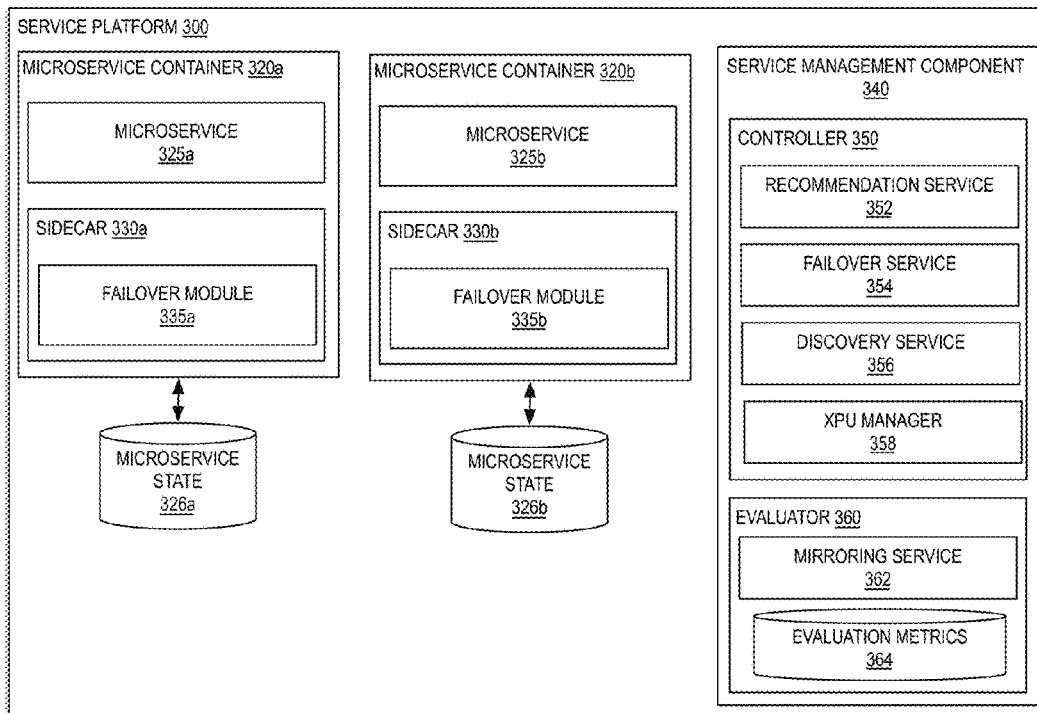 SERVICE PLATFORM 300
MICROSERVICE CONTAINER 320a
MICROSERVICE
325a
SIDECAR 330a
FAILOVER MODULE
335a
MICROSERVICE
STATE
326a
MICROSERVICE CONTAINER 320b
MICROSERVICE
325b
SIDECAR 330b
FAILOVER MODULE
335b
MICROSERVICE
STATE
326b
SERVICE MANAGEMENT COMPONENT
340
CONTROLLER 350
RECOMMENDATION SERVICE
352
FAILOVER SERVICE
354
DISCOVERY SERVICE
356
XPU MANAGER
358
EVALUATOR 360
MIRRORING SERVICE
362
EVALUATION METRICS
364